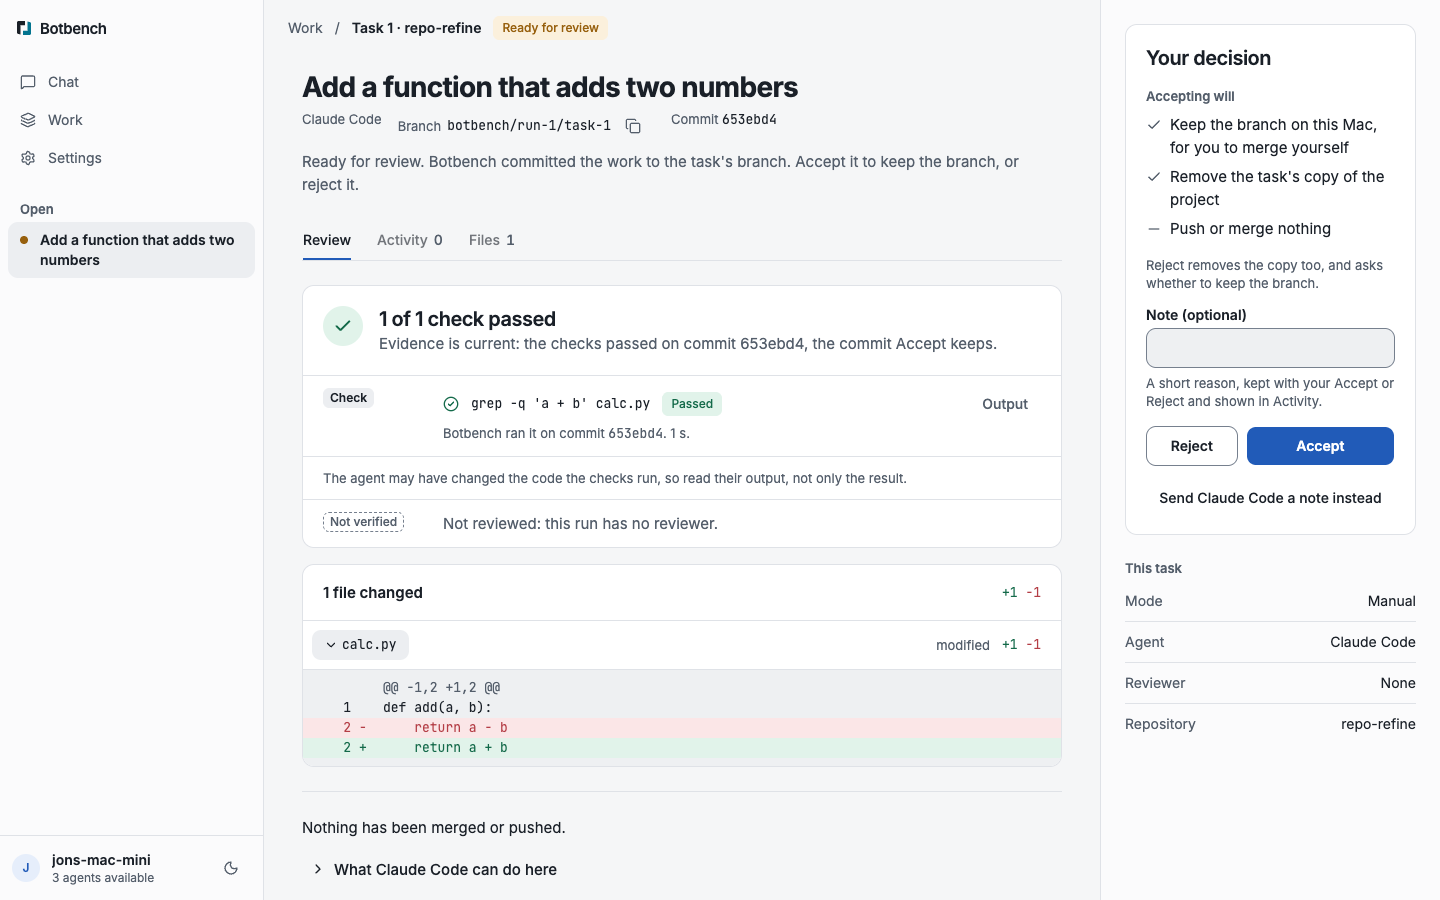 Botbench
Chat
Work
Settings
Open
Add a function that adds two
numbers
jons-mac-mini
J
3 agents available
Work / Task 1 · repo-refine Ready for review
Add a function that adds two numbers
Claude Code Branch botbench/run-1/task-1 Commit 653ebd4
Ready for review. Botbench committed the work to the task's branch. Accept it to keep the branch, or
reject it.
Review Activity 0 Files 1
1 of 1 check passed
Evidence is current: the checks passed on commit 653ebd4, the commit Accept keeps.
Check grep -q 'a + b' calc.py Passed Output
Botbench ran it on commit 653ebd4. 1 s.
The agent may have changed the code the checks run, so read their output, not only the result.
Not verified Not reviewed: this run has no reviewer.
1 file changed +1 -1
calc.py modified +1 -1
@@ -1,2 +1,2 @@
1 def add(a, b):
2 - return a - b
2 + return a + b
Nothing has been merged or pushed.
What Claude Code can do here
Your decision
Accepting will
Keep the branch on this Mac,
for you to merge yourself
Remove the task's copy of the
project
Push or merge nothing
Reject removes the copy too, and asks
whether to keep the branch.
Note (optional)
A short reason, kept with your Accept or
Reject and shown in Activity.
Reject Accept
Send Claude Code a note instead
This task
Mode Manual
Agent Claude Code
Reviewer None
Repository repo-refine